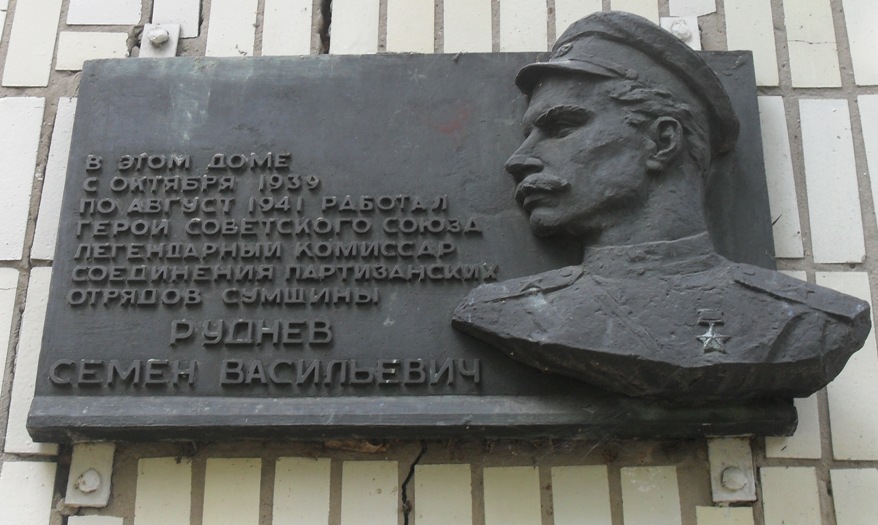 В ЭТОМ ДОМЕ
С ОКТЯБРЯ 1939
ПО АВГУСТ 1941 РАБОТАЛ
ГЕРОЙ СОВЕТСКОГО СОЮЗА
ЛЕГЕНДАРНЫЙ КОМИССАР
СОЕДИНЕНИЯ ПАРТИЗАНСКИХ
ОТРЯДОВ СУМЩИНЫ
РУДНЕВ
СЕМЕН ВАСИЛЬЕВИЧ